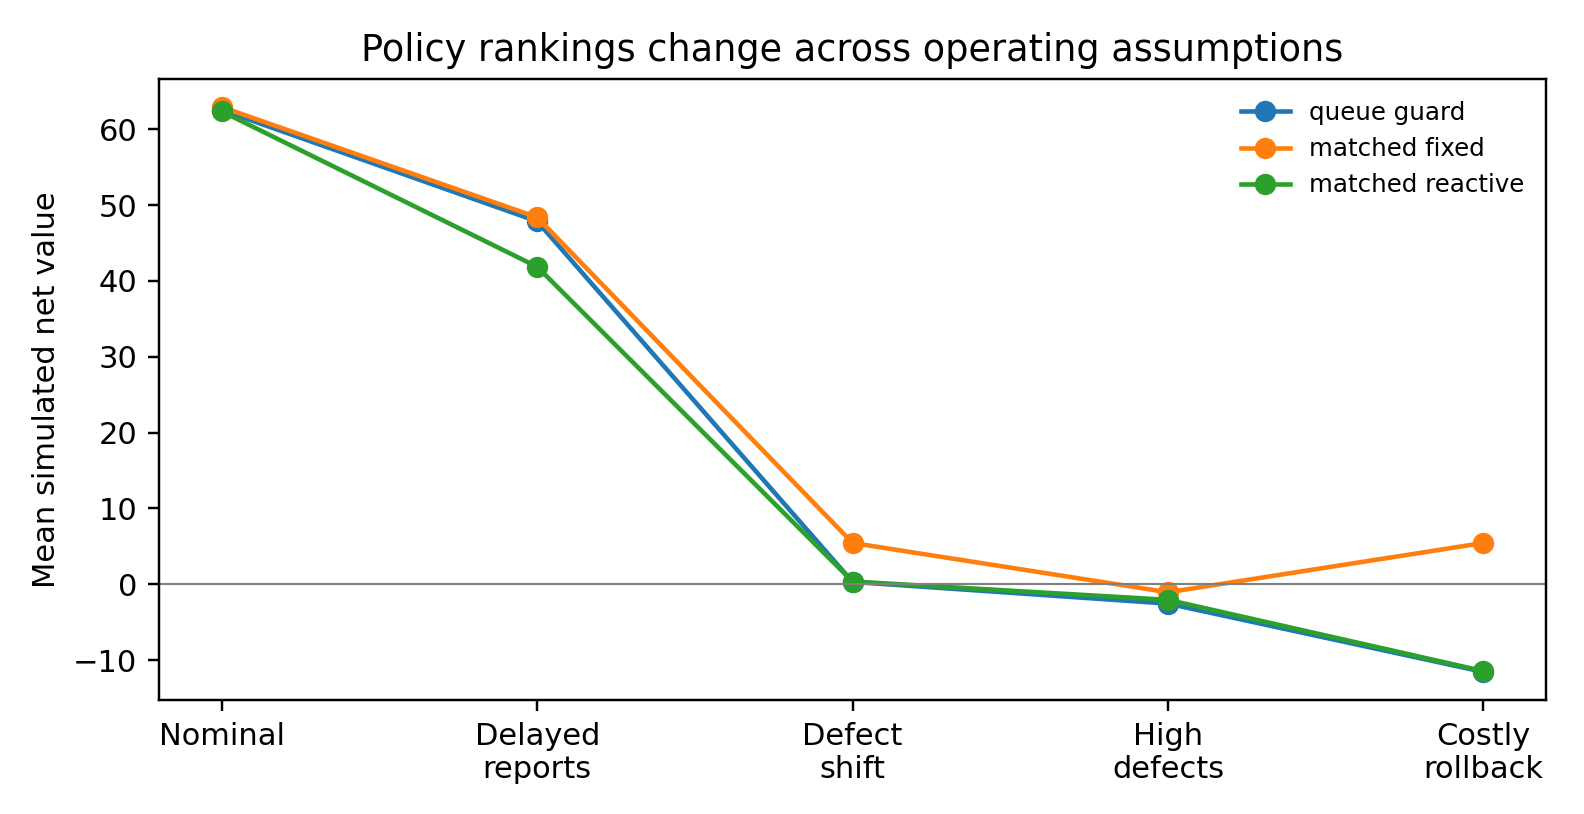 Policy rankings change across operating assumptions
queue guard
matched fixed
matched reactive
Mean simulated net value
60
50
40
30
20
10
0
−10
Nominal
Delayed
reports
Defect
shift
High
defects
Costly
rollback